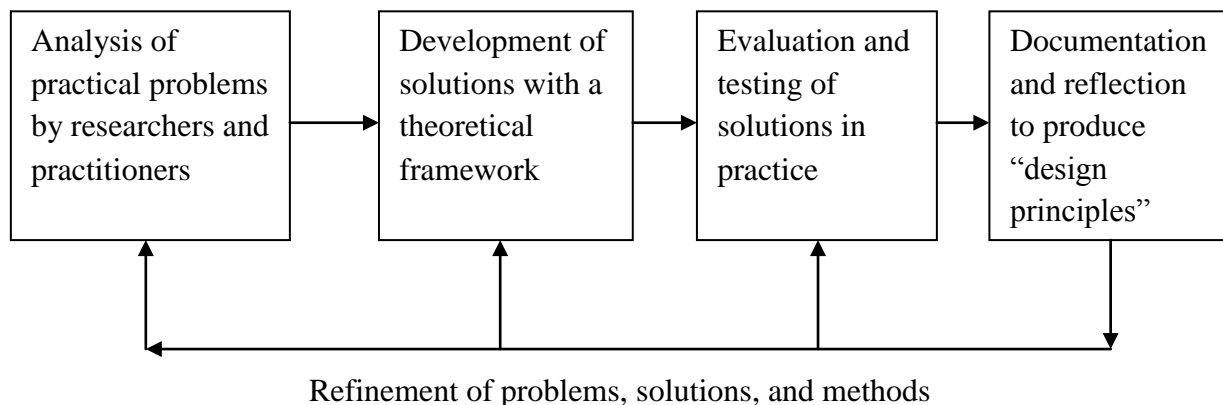 Analysis of
practical problems
by researchers and
practitioners
Development of
solutions with a
theoretical
framework
Evaluation and
testing of
solutions in
practice
Documentation
and reflection
to produce
“design
principles”
Refinement of problems, solutions, and methods